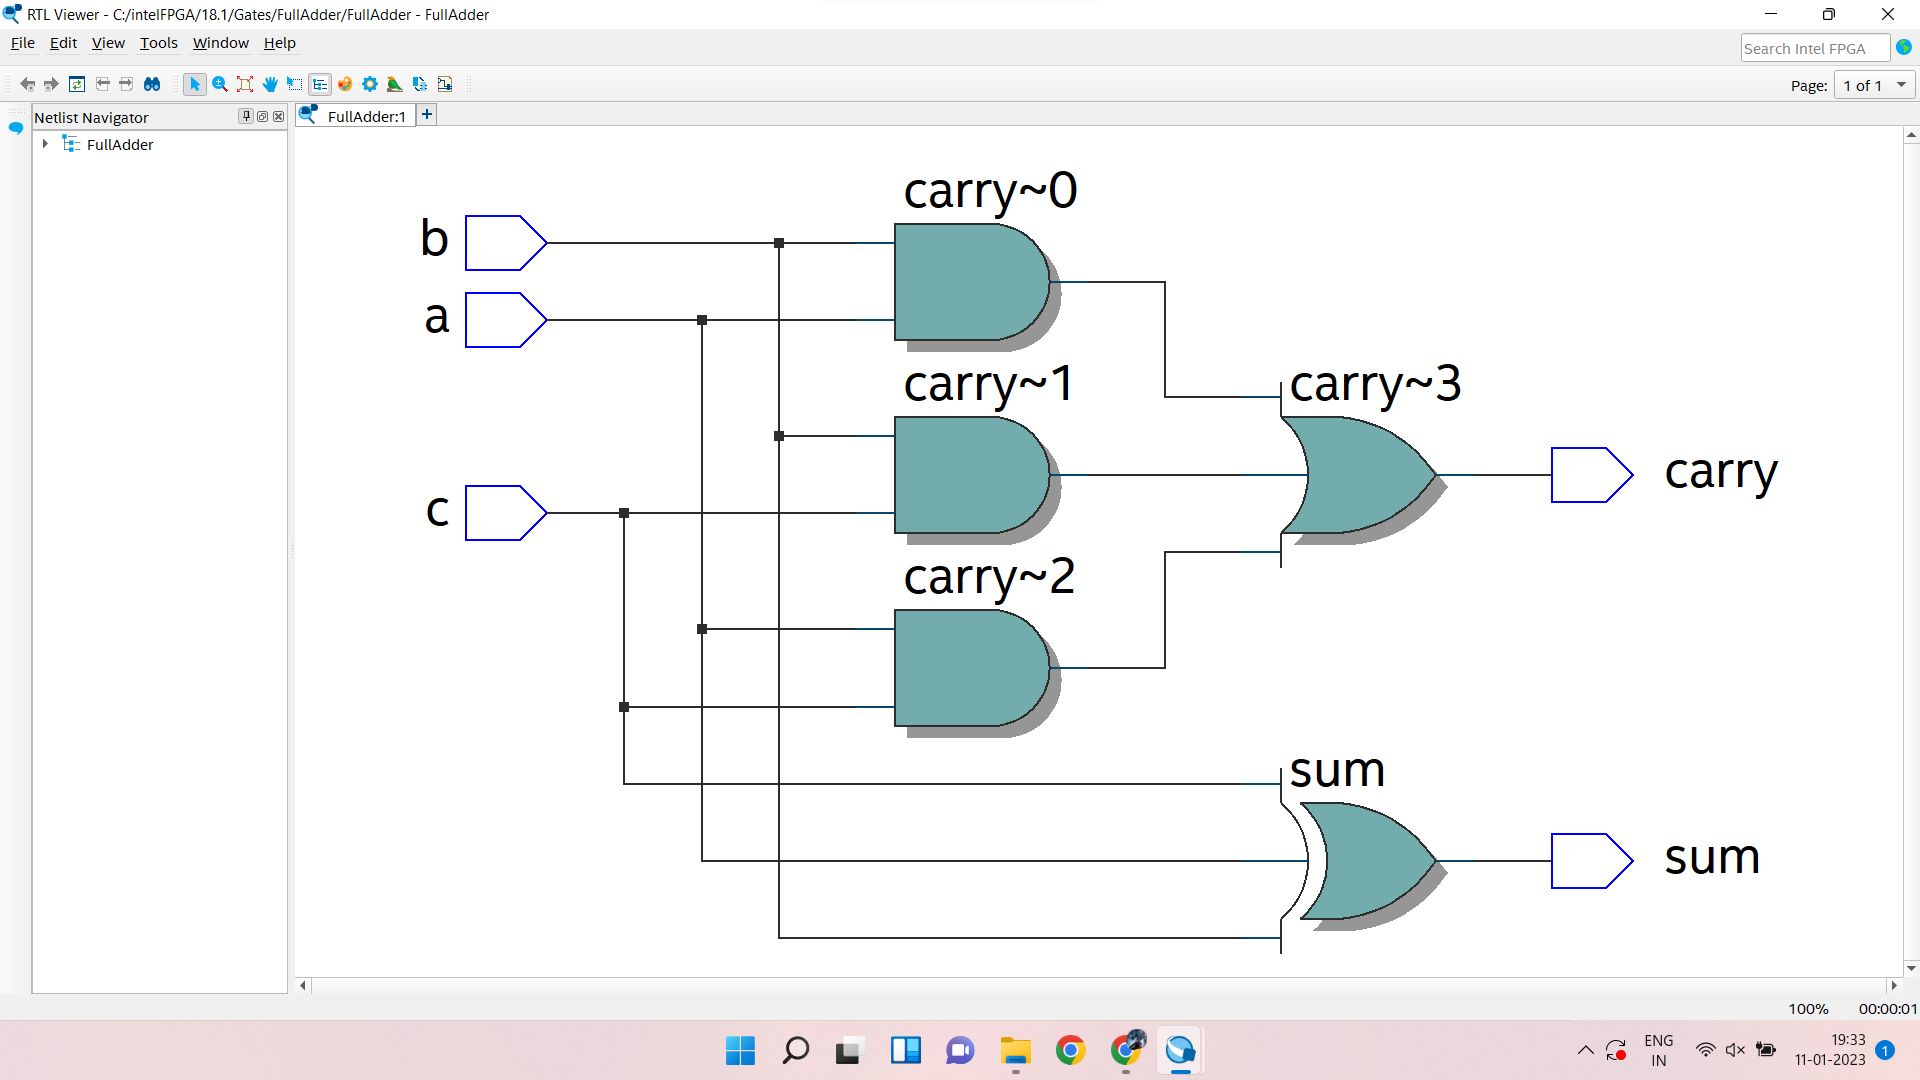 RTL Viewer - C:/intelFPGA/18.1/Gates/FullAdder/FullAdder - FullAdder
File Edit View Tools Window Help
Search Intel FPGA
Page: 1 of 1
Netlist Navigator
FullAdder:1
FullAdder
carry~0
b
a
carry~1
carry~3
carry
c
carry~2
sum
sum
100% 00:00:01
ENG
IN
19:33
11-01-2023
1